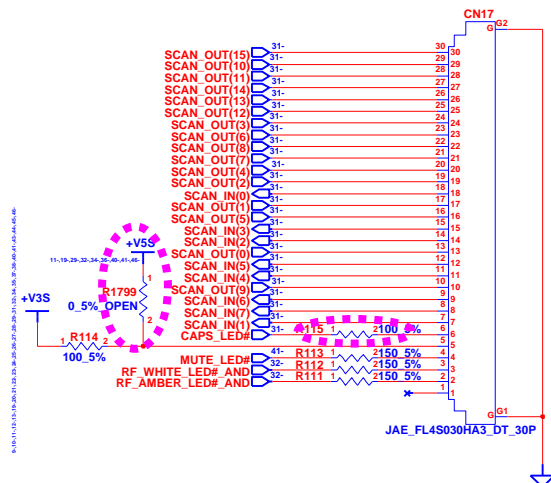 CN17
G G2
SCAN_OUT(15) 31- 30 30
SCAN_OUT(10) 31- 29 29
SCAN_OUT(11) 31- 28 28
SCAN_OUT(14) 31- 27 27
SCAN_OUT(13) 31- 26 26
SCAN_OUT(12) 31- 25 25
SCAN_OUT(3) 31- 24 24
SCAN_OUT(6) 31- 23 23
SCAN_OUT(8) 31- 22 22
SCAN_OUT(7) 31- 21 21
SCAN_OUT(4) 31- 20 20
SCAN_OUT(2) 31- 19 19
SCAN_IN(0) 31- 18 18
SCAN_OUT(1) 31- 17 17
SCAN_OUT(5) 31- 16 16
SCAN_IN(3) 31- 15 15
SCAN_IN(2) 31- 14 14
SCAN_OUT(0) 31- 13 13
SCAN_IN(5) 31- 12 12
SCAN_IN(4) 31- 11 11
SCAN_OUT(9) 31- 10 10
SCAN_IN(6) 31- 9 9
SCAN_IN(7) 31- 8 8
SCAN_IN(1) 31- 7 7
CAPS_LED# 31- R115 1 2 100_5% 6 6
5 5
MUTE_LED# 41- R113 1 2 150_5% 4 4
RF_WHITE_LED#_AND 32- R112 1 2 150_5% 3 3
RF_AMBER_LED#_AND 32- R111 1 2 150_5% 2 2
1 1
G G1
JAE_FL4S030HA3_DT_30P
+V5S
11-,19-,29-,32-,34-,36-,40-,41-,46-
1
R1799
0_5%_OPEN
2
+V3S
R114
1 2
100_5%